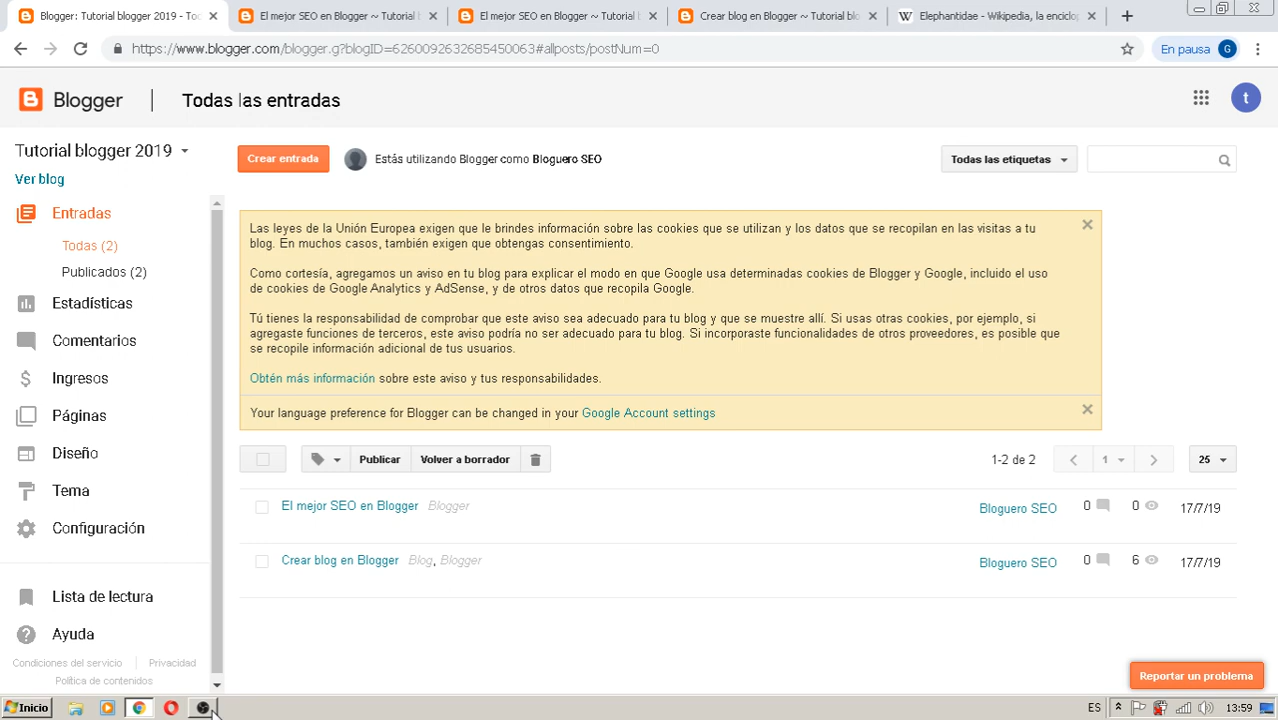 Blogger: Tutorial blogger 2019 - To
El mejor SEO en Blogger ~ Tutorial
El mejor SEO en Blogger ~ Tutorial
Crear blog en Blogger ~ Tutorial blo
Elephantidae - Wikipedia, la enciclop
https://www.blogger.com/blogger.g?blogID=6260092632685450063#allposts/postNum=0
En pausa G
Blogger
Todas las entradas
t
Tutorial blogger 2019
Crear entrada
Estás utilizando Blogger como Bloguero SEO
Todas las etiquetas
Ver blog
Entradas
Todas (2)
Publicados (2)
Estadísticas
Comentarios
Ingresos
Páginas
Diseño
Tema
Configuración
Lista de lectura
Ayuda
Condiciones del servicio
Privacidad
Política de contenidos
Las leyes de la Unión Europea exigen que le brindes información sobre las cookies que se utilizan y los datos que se recopilan en las visitas a tu
blog. En muchos casos, también exigen que obtengas consentimiento.
Como cortesía, agregamos un aviso en tu blog para explicar el modo en que Google usa determinadas cookies de Blogger y Google, incluido el uso
de cookies de Google Analytics y AdSense, y de otros datos que recopila Google.
Tú tienes la responsabilidad de comprobar que este aviso sea adecuado para tu blog y que se muestre allí. Si usas otras cookies, por ejemplo, si
agregaste funciones de terceros, este aviso podría no ser adecuado para tu blog. Si incorporaste funcionalidades de otros proveedores, es posible que
se recopile información adicional de tus usuarios.
Obtén más información sobre este aviso y tus responsabilidades.
Your language preference for Blogger can be changed in your Google Account settings
Publicar
Volver a borrador
1-2 de 2
1
25
El mejor SEO en Blogger Blogger
Bloguero SEO
0
0
17/7/19
Crear blog en Blogger Blog, Blogger
Bloguero SEO
0
6
17/7/19
Reportar un problema
Inicio
ES
13:59